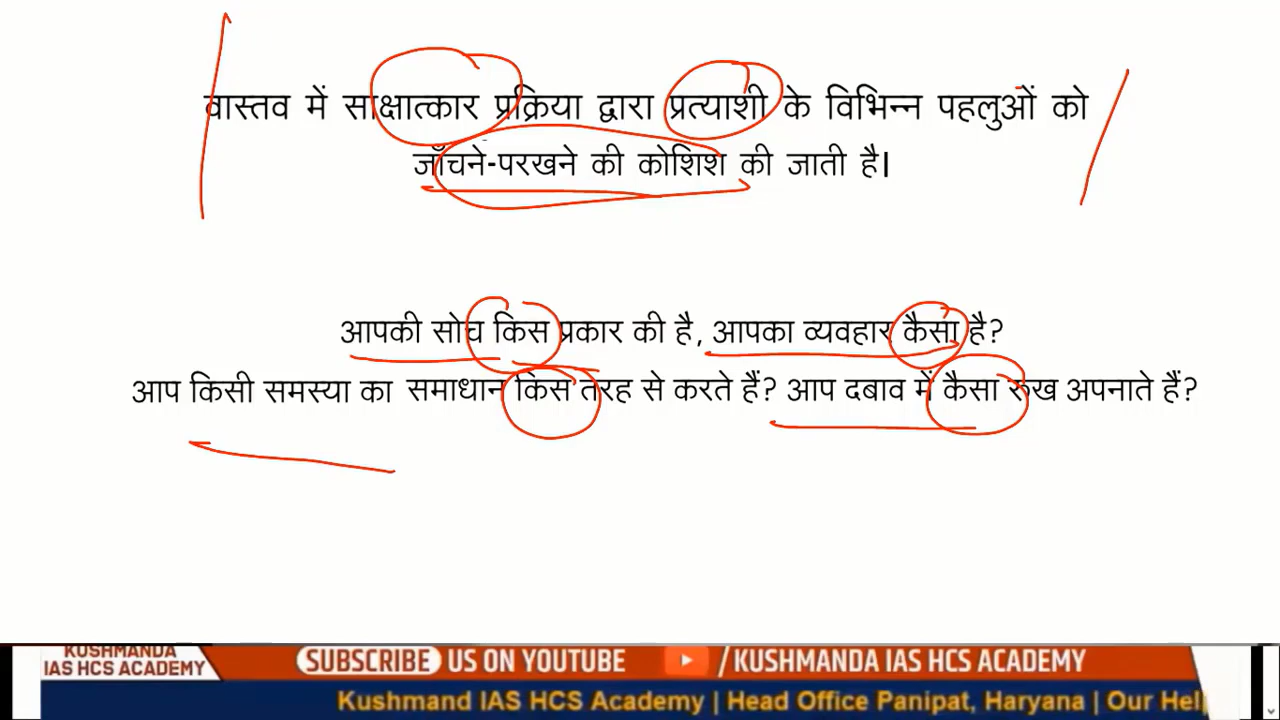 वास्तव में साक्षात्कार प्रक्रिया द्वारा प्रत्याशी के विभिन्न पहलुओं को
जाँचने-परखने की कोशिश की जाती है।
आपकी सोच किस प्रकार की है, आपका व्यवहार कैसा है?
आप किसी समस्या का समाधान किस तरह से करते हैं? आप दबाव में कैसा रुख अपनाते हैं?
KUSHMANDA
IAS HCS ACADEMY
SUBSCRIBE US ON YOUTUBE /KUSHMANDA IAS HCS ACADEMY
Kushmand IAS HCS Academy | Head Office Panipat, Haryana | Our Help